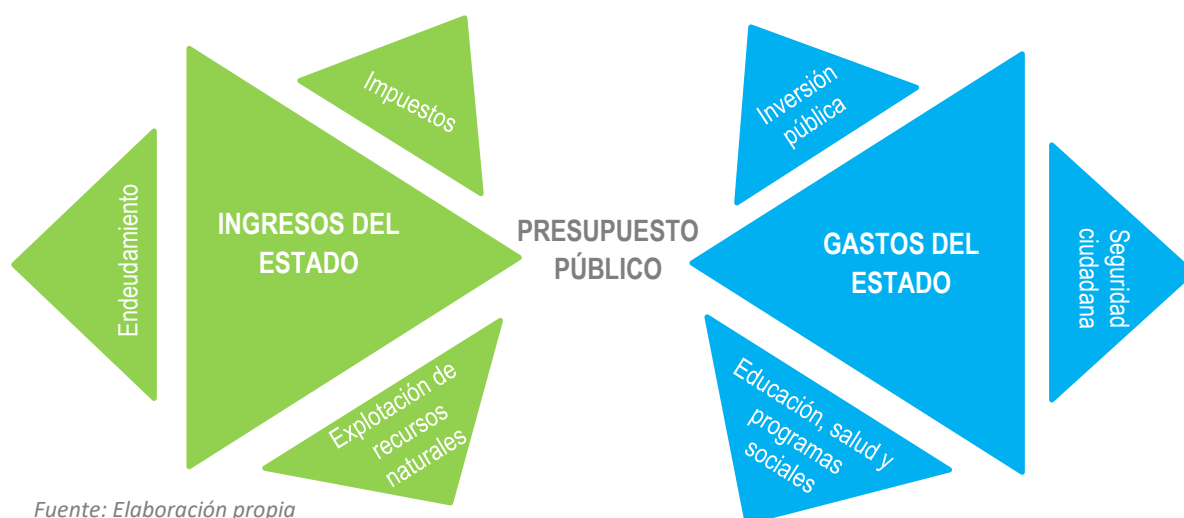 Impuestos
Endeudamiento
INGRESOS DEL
ESTADO
Explotación de
recursos
naturales
PRESUPUESTO
PÚBLICO
Inversión
pública
GASTOS DEL
ESTADO
Seguridad
ciudadana
Educación, salud y
programas
sociales
Fuente: Elaboración propia